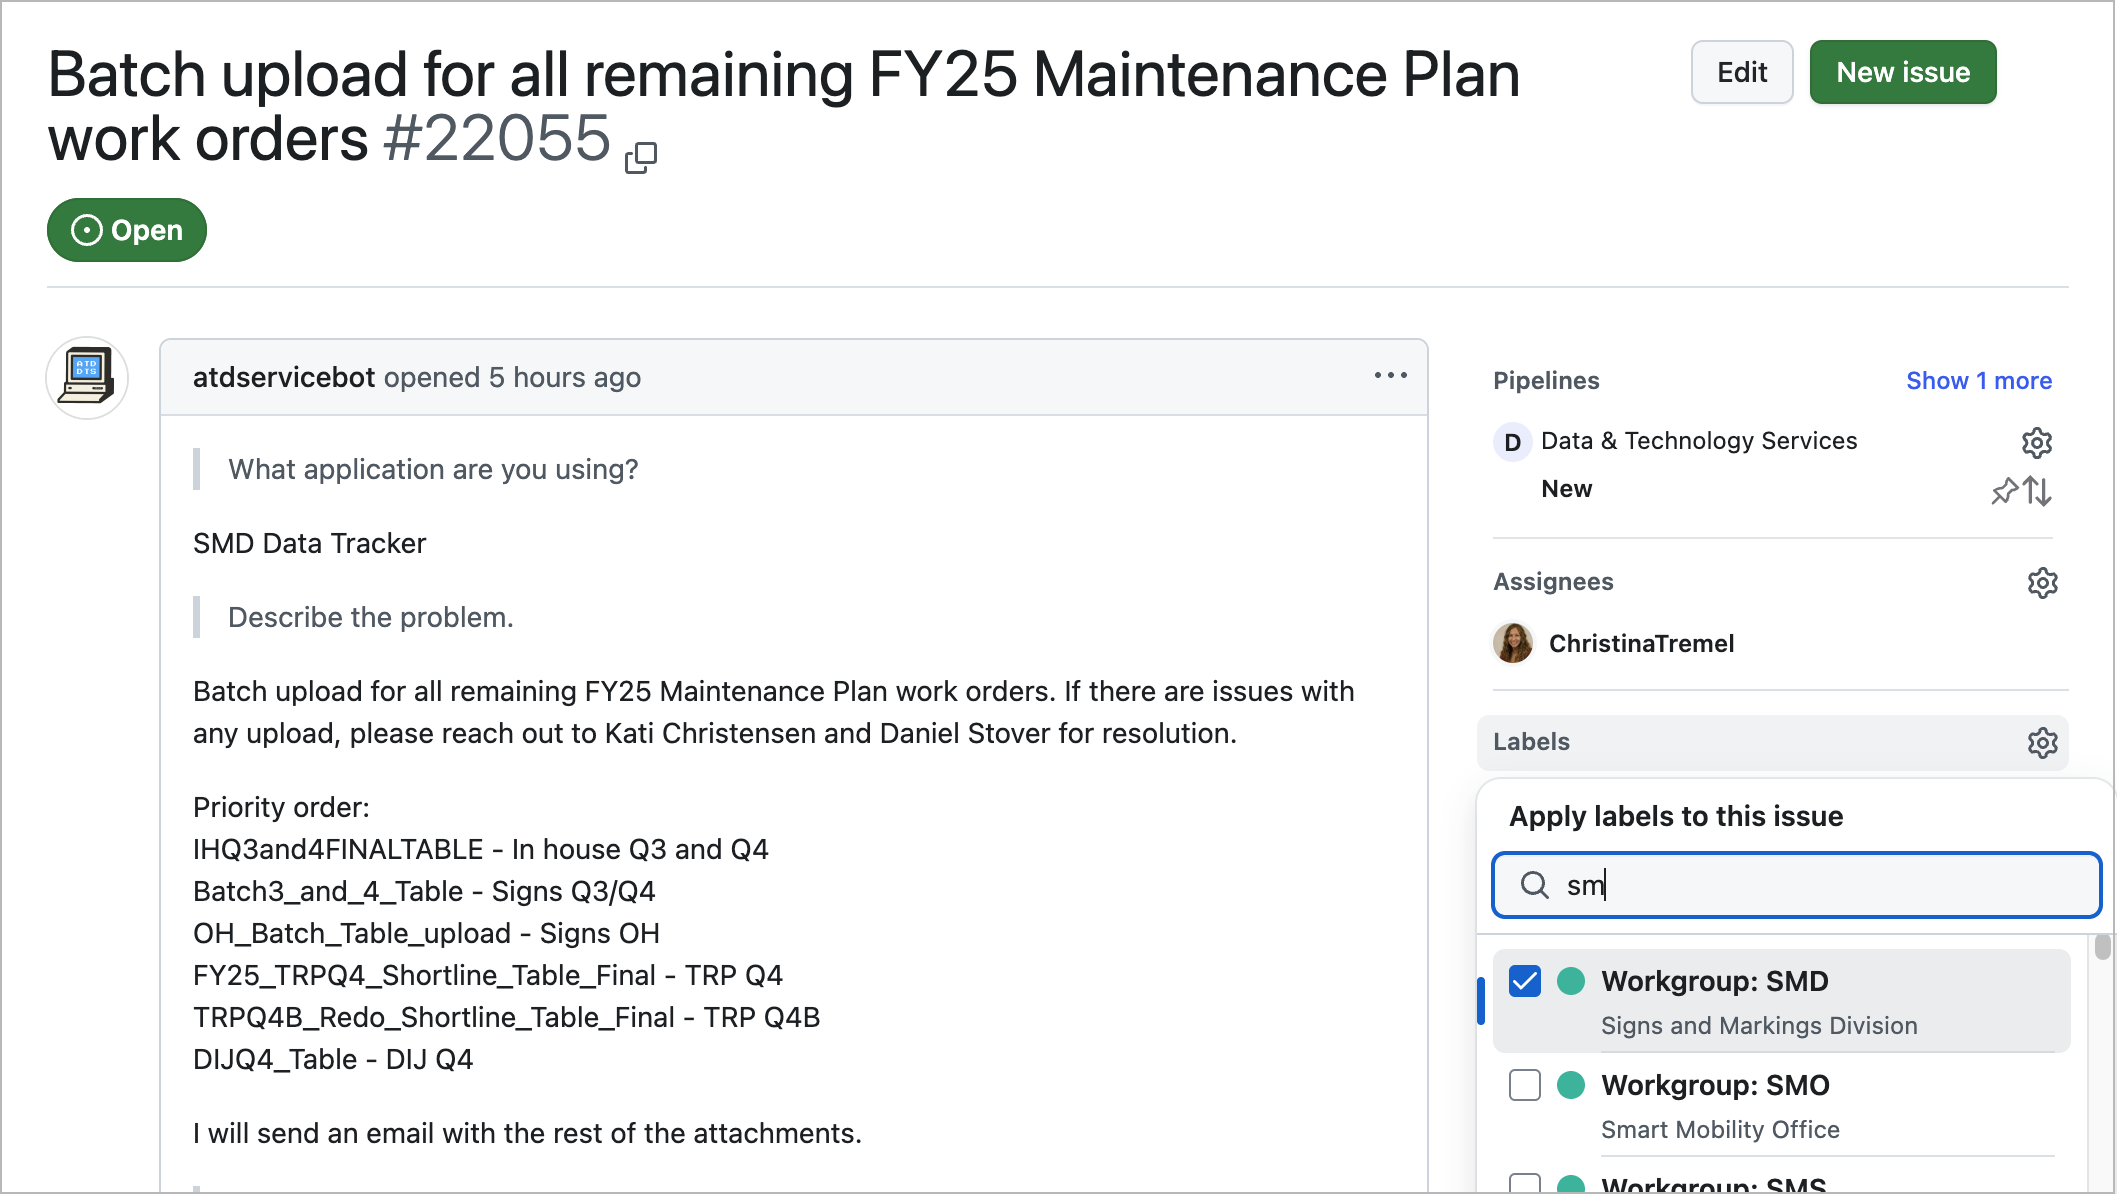 Batch upload for all remaining FY25 Maintenance Plan
work orders #22055
Edit
New issue
Open
ATD
DTS
atdservicebot opened 5 hours ago
What application are you using?
SMD Data Tracker
Describe the problem.
Batch upload for all remaining FY25 Maintenance Plan work orders. If there are issues with
any upload, please reach out to Kati Christensen and Daniel Stover for resolution.
Priority order:
IHQ3and4FINALTABLE - In house Q3 and Q4
Batch3_and_4_Table - Signs Q3/Q4
OH_Batch_Table_upload - Signs OH
FY25_TRPQ4_Shortline_Table_Final - TRP Q4
TRPQ4B_Redo_Shortline_Table_Final - TRP Q4B
DIJQ4_Table - DIJ Q4
I will send an email with the rest of the attachments.
Pipelines
Show 1 more
D Data & Technology Services
New
Assignees
ChristinaTremel
Labels
Apply labels to this issue
sm
Workgroup: SMD
Signs and Markings Division
Workgroup: SMO
Smart Mobility Office
Workgroup: SMS